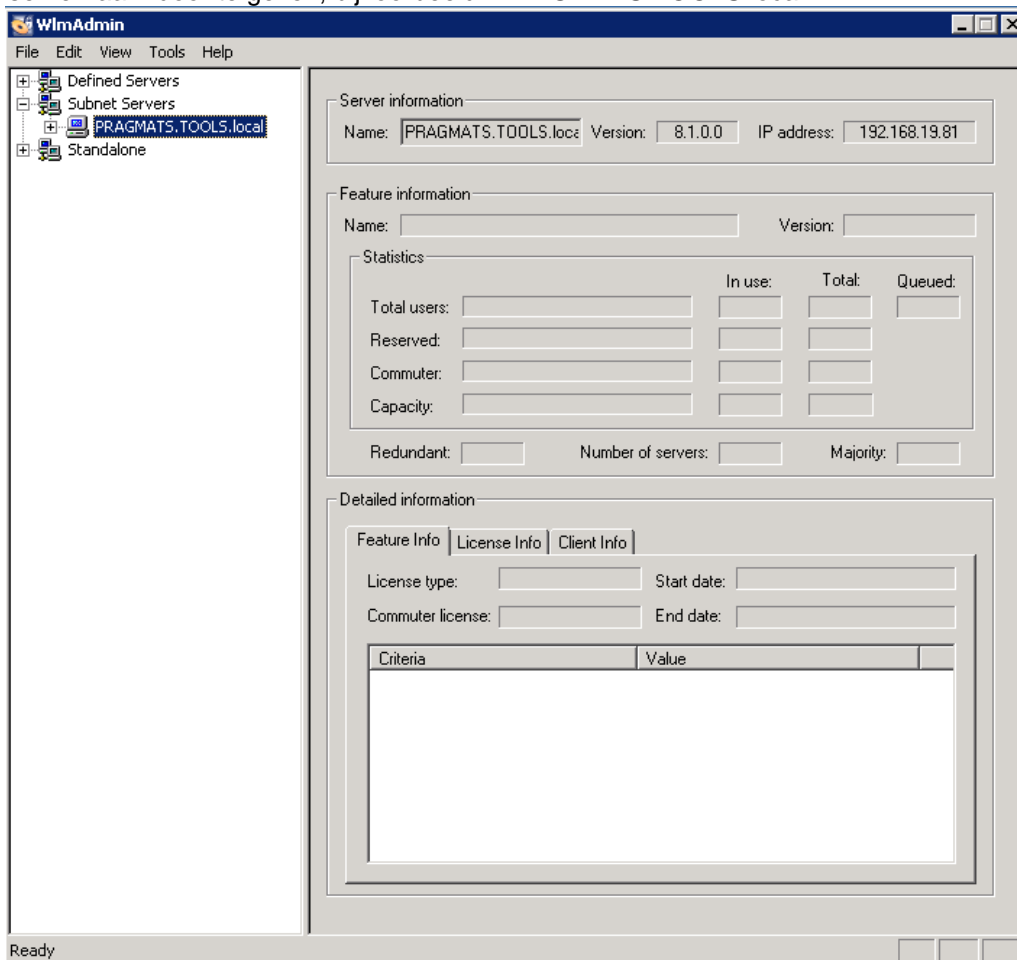 WlmAdmin
File Edit View Tools Help
Defined Servers
Subnet Servers
PRAGMATS.TOOLS.local
Standalone
Server information
Name: PRAGMATS.TOOLS.loca Version: 8.1.0.0 IP address: 192.168.19.81
Feature information
Name: Version:
Statistics
In use: Total: Queued:
Total users:
Reserved:
Commuter:
Capacity:
Redundant: Number of servers: Majority:
Detailed information
Feature Info License Info Client Info
License type: Start date:
Commuter license: End date:
Criteria Value
Ready